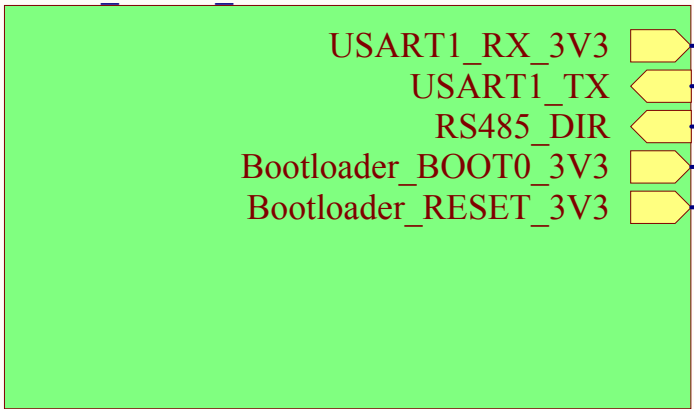 USART1_RX_3V3
USART1_TX
RS485_DIR
Bootloader_BOOT0_3V3
Bootloader_RESET_3V3